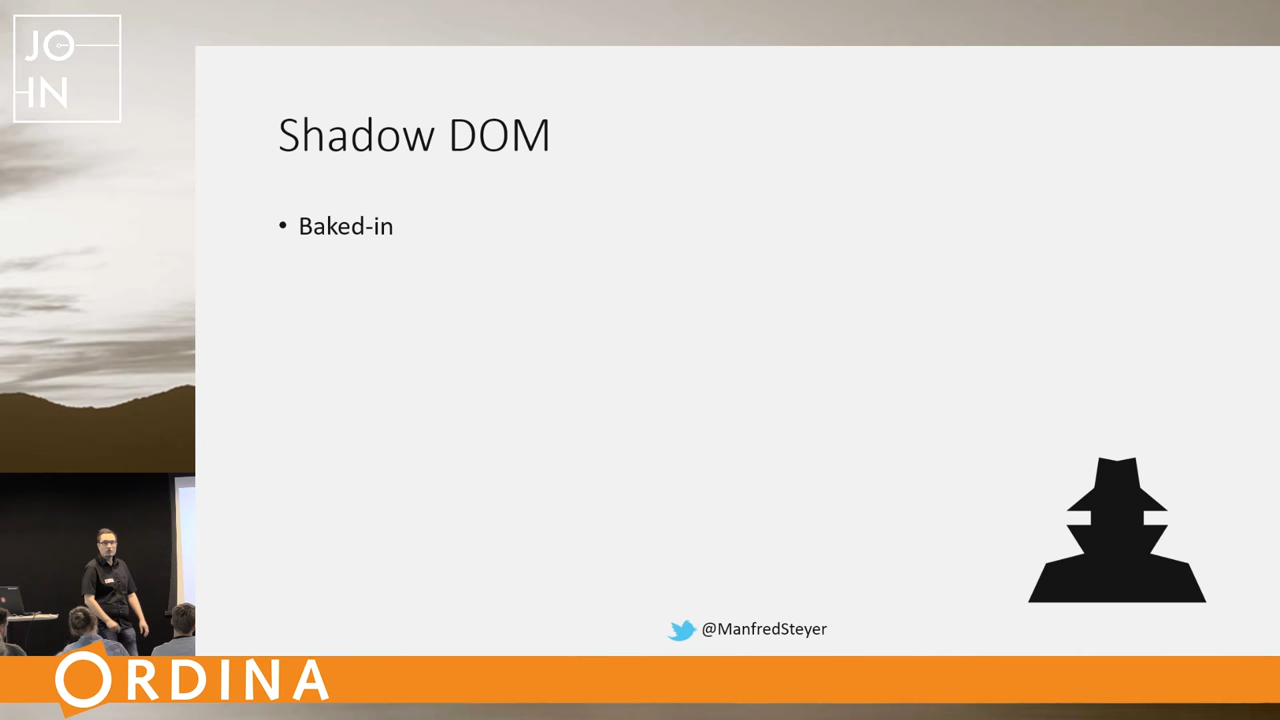 JO
IN
Shadow DOM
• Baked-in
@ManfredSteyer
ORDINA